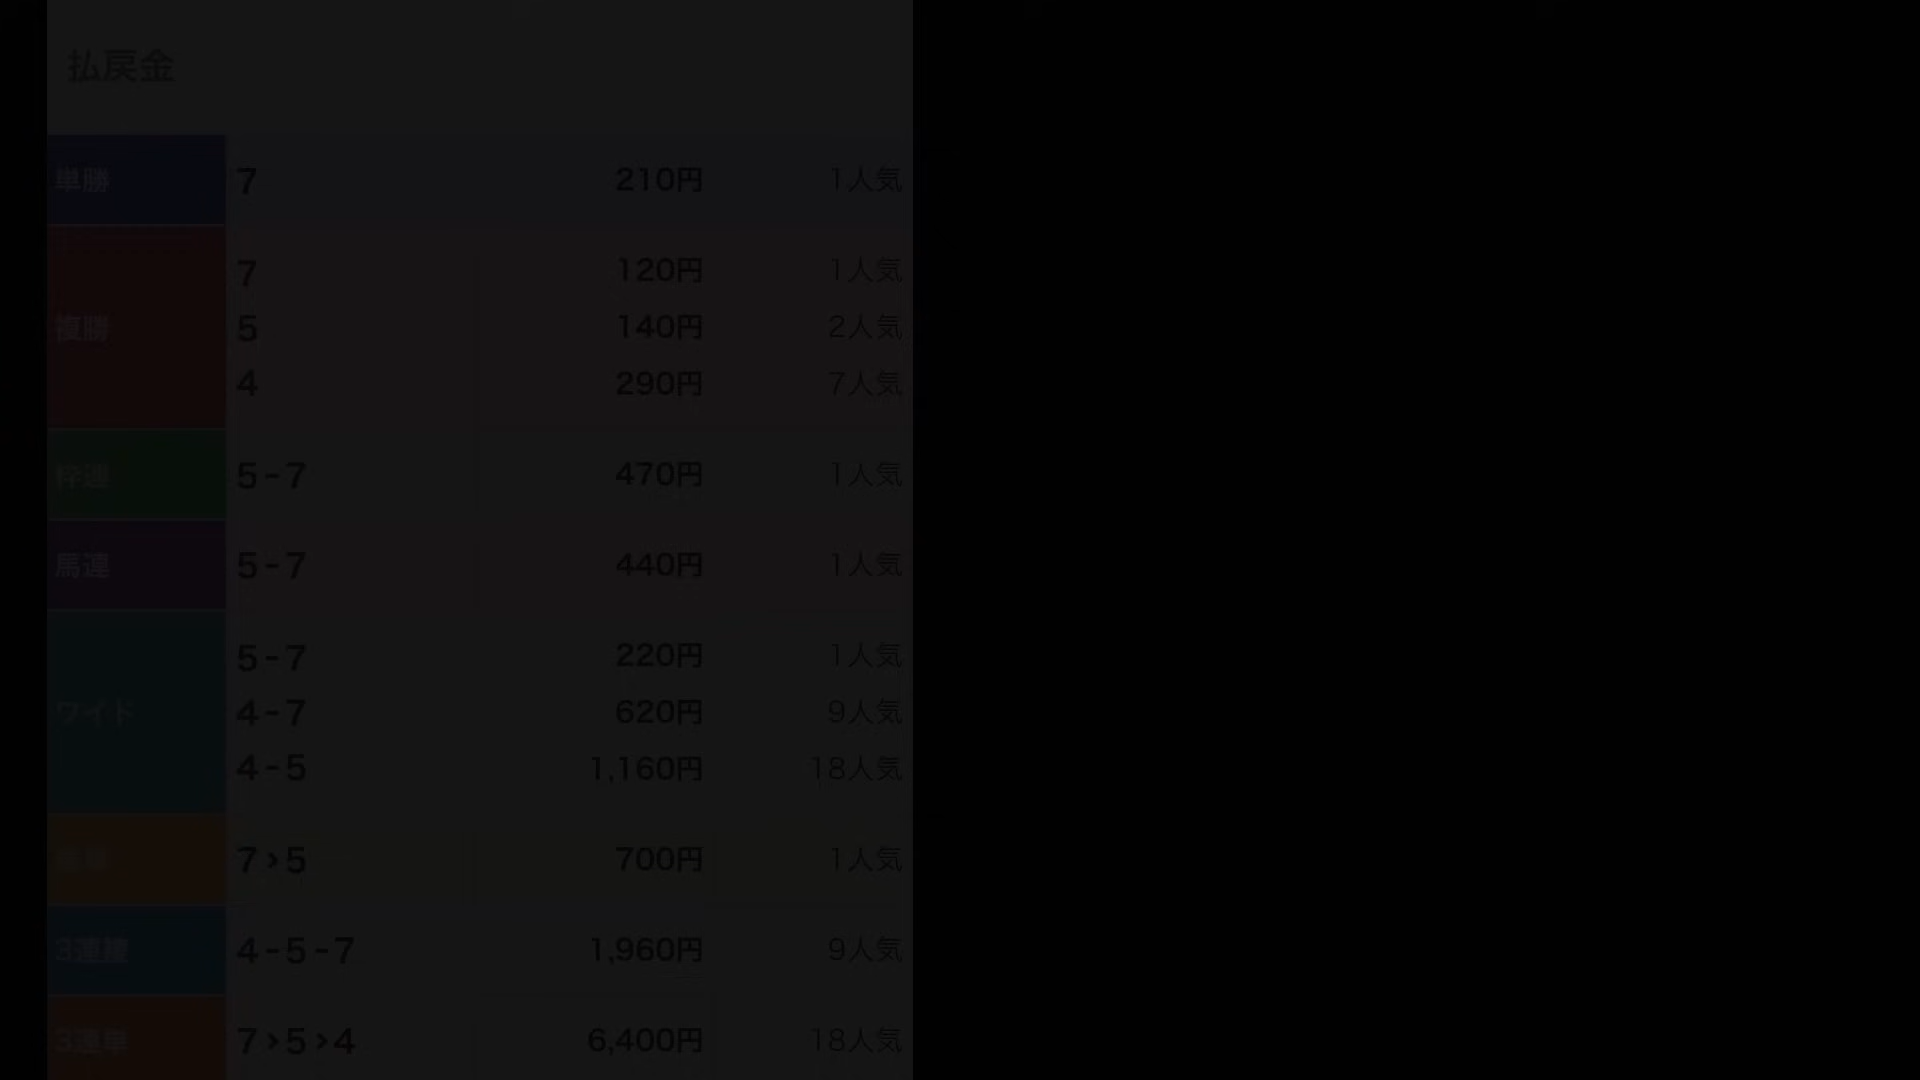 払戻金
単勝 7 210円 1人気
7 120円 1人気
複勝 5 140円 2人気
4 290円 7人気
枠連 5-7 470円 1人気
馬連 5-7 440円 1人気
5-7 220円 1人気
ワイド 4-7 620円 9人気
4-5 1,160円 18人気
7›5 700円 1人気
3連複 4-5-7 1,960円 9人気
3連単 7›5›4 6,400円 18人気